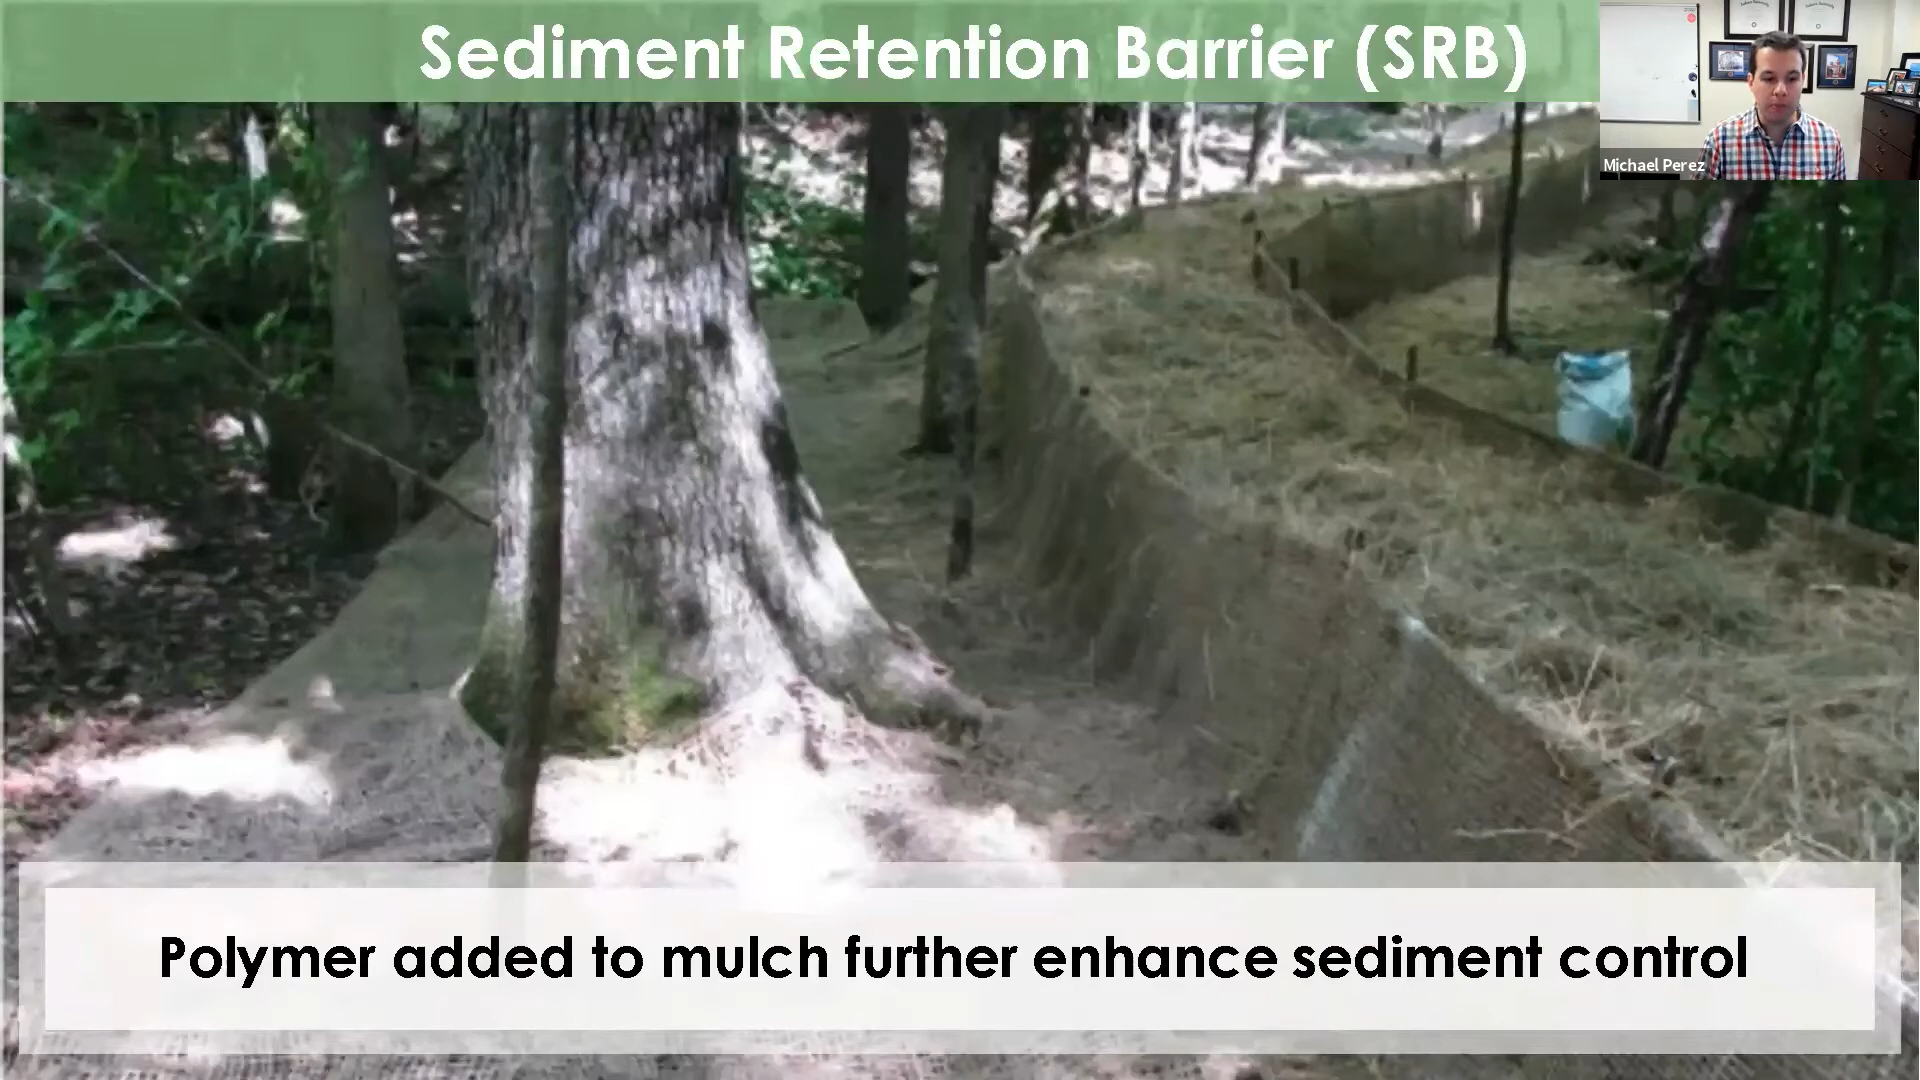 Sediment Retention Barrier (SRB)
Michael Perez
Polymer added to mulch further enhance sediment control